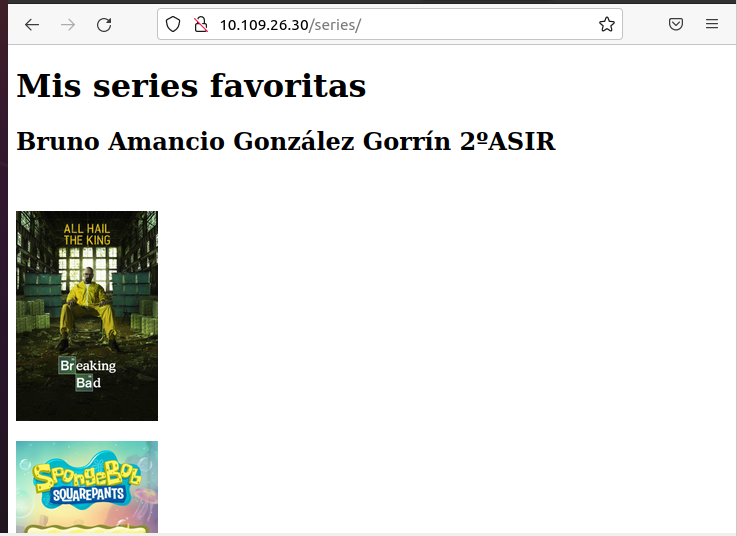 10.109.26.30/series/
Mis series favoritas
Bruno Amancio González Gorrín 2ºASIR
ALL HAIL
THE KING
Breaking
Bad
SpongeBob
SQUAREPANTS